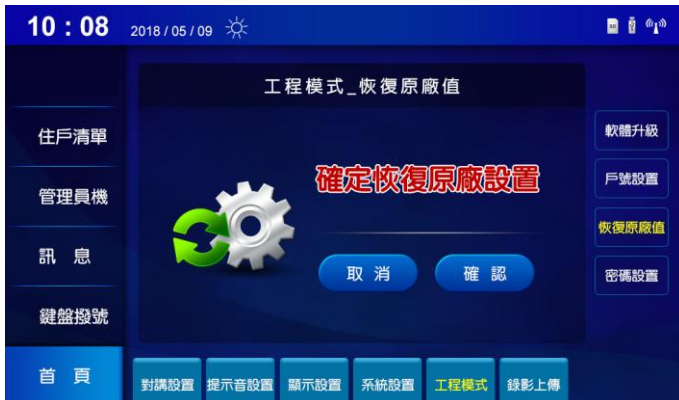 10 : 08 2018 / 05 / 09
工程模式_恢復原廠值
住戶清單
管理員機
訊 息
鍵盤撥號
首 頁
確定恢復原廠設置
取 消
確 認
軟體升級
戶號設置
恢復原廠值
密碼設置
對講設置
提示音設置
顯示設置
系統設置
工程模式
錄影上傳